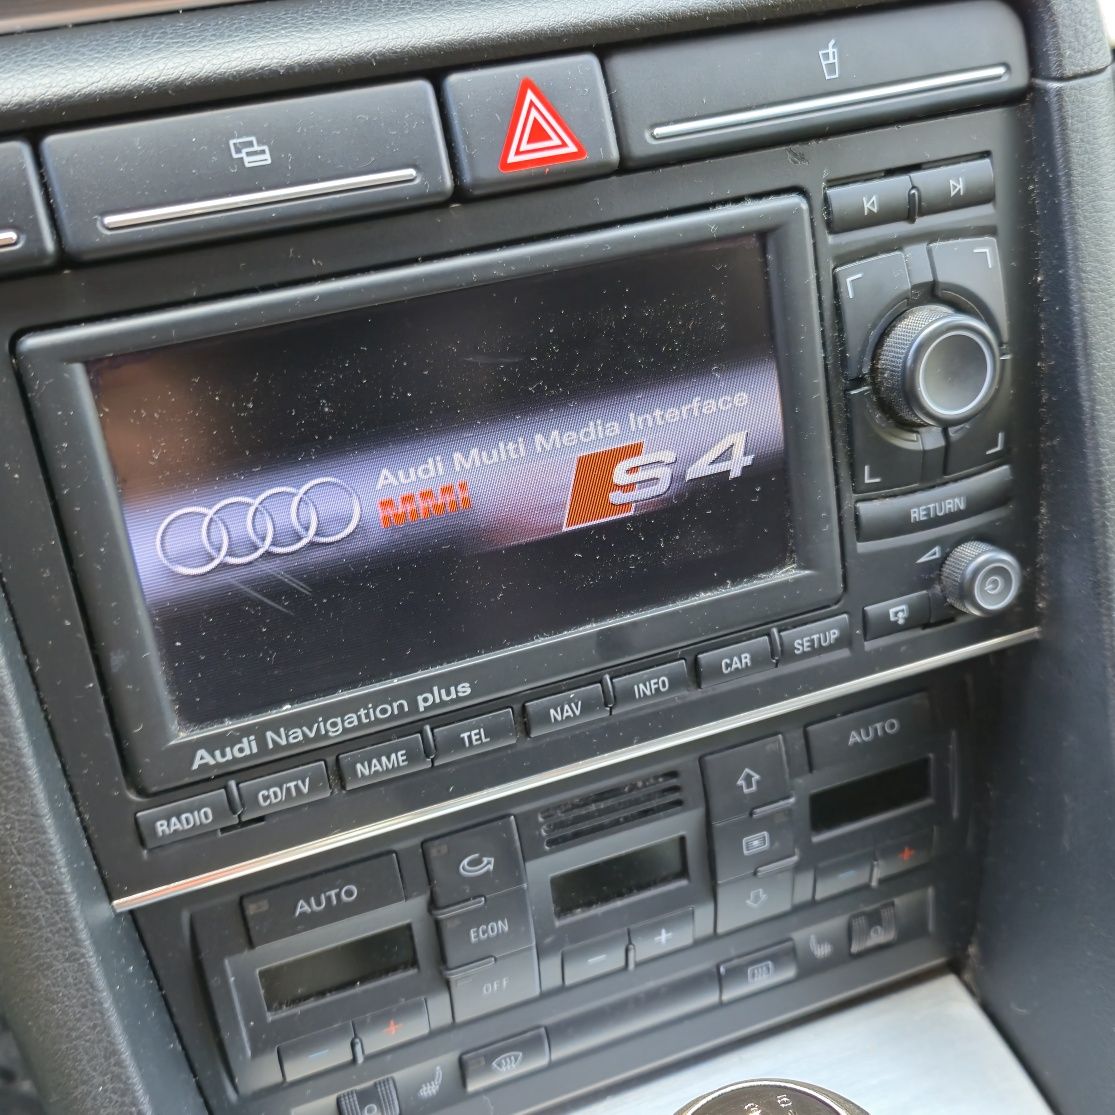 Audi Multi Media Interface
MMI
S4
Audi Navigation plus
RETURN
RADIO
CD/TV
NAME
TEL
NAV
INFO
CAR
SETUP
AUTO
AUTO
ECON
OFF